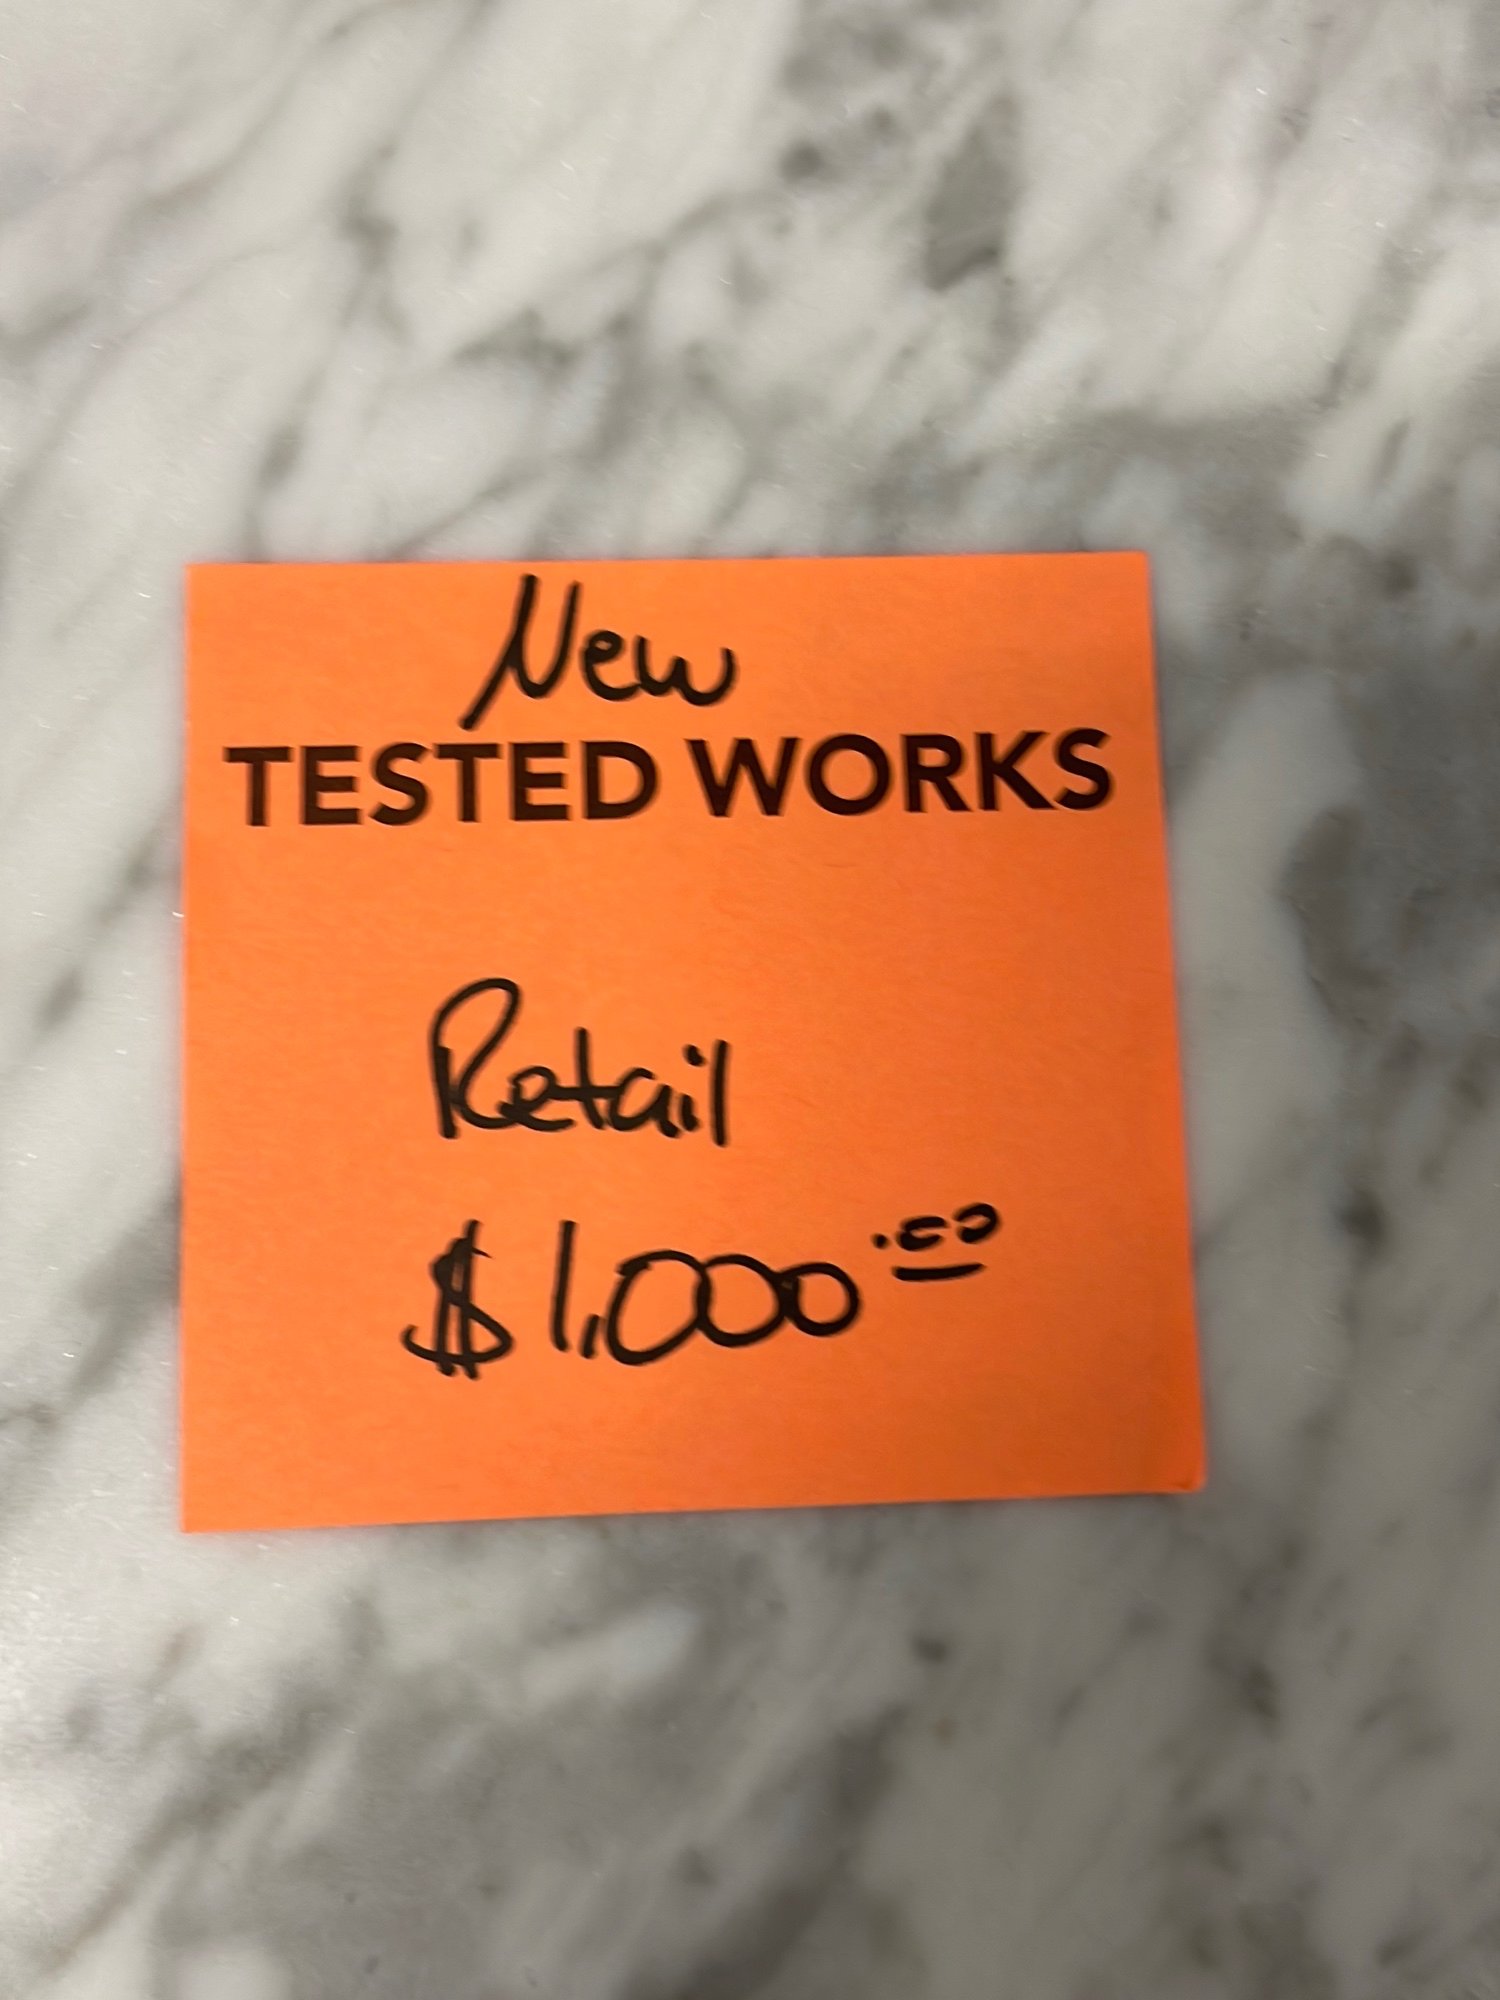 New
TESTED WORKS
Retail
$1,000.00